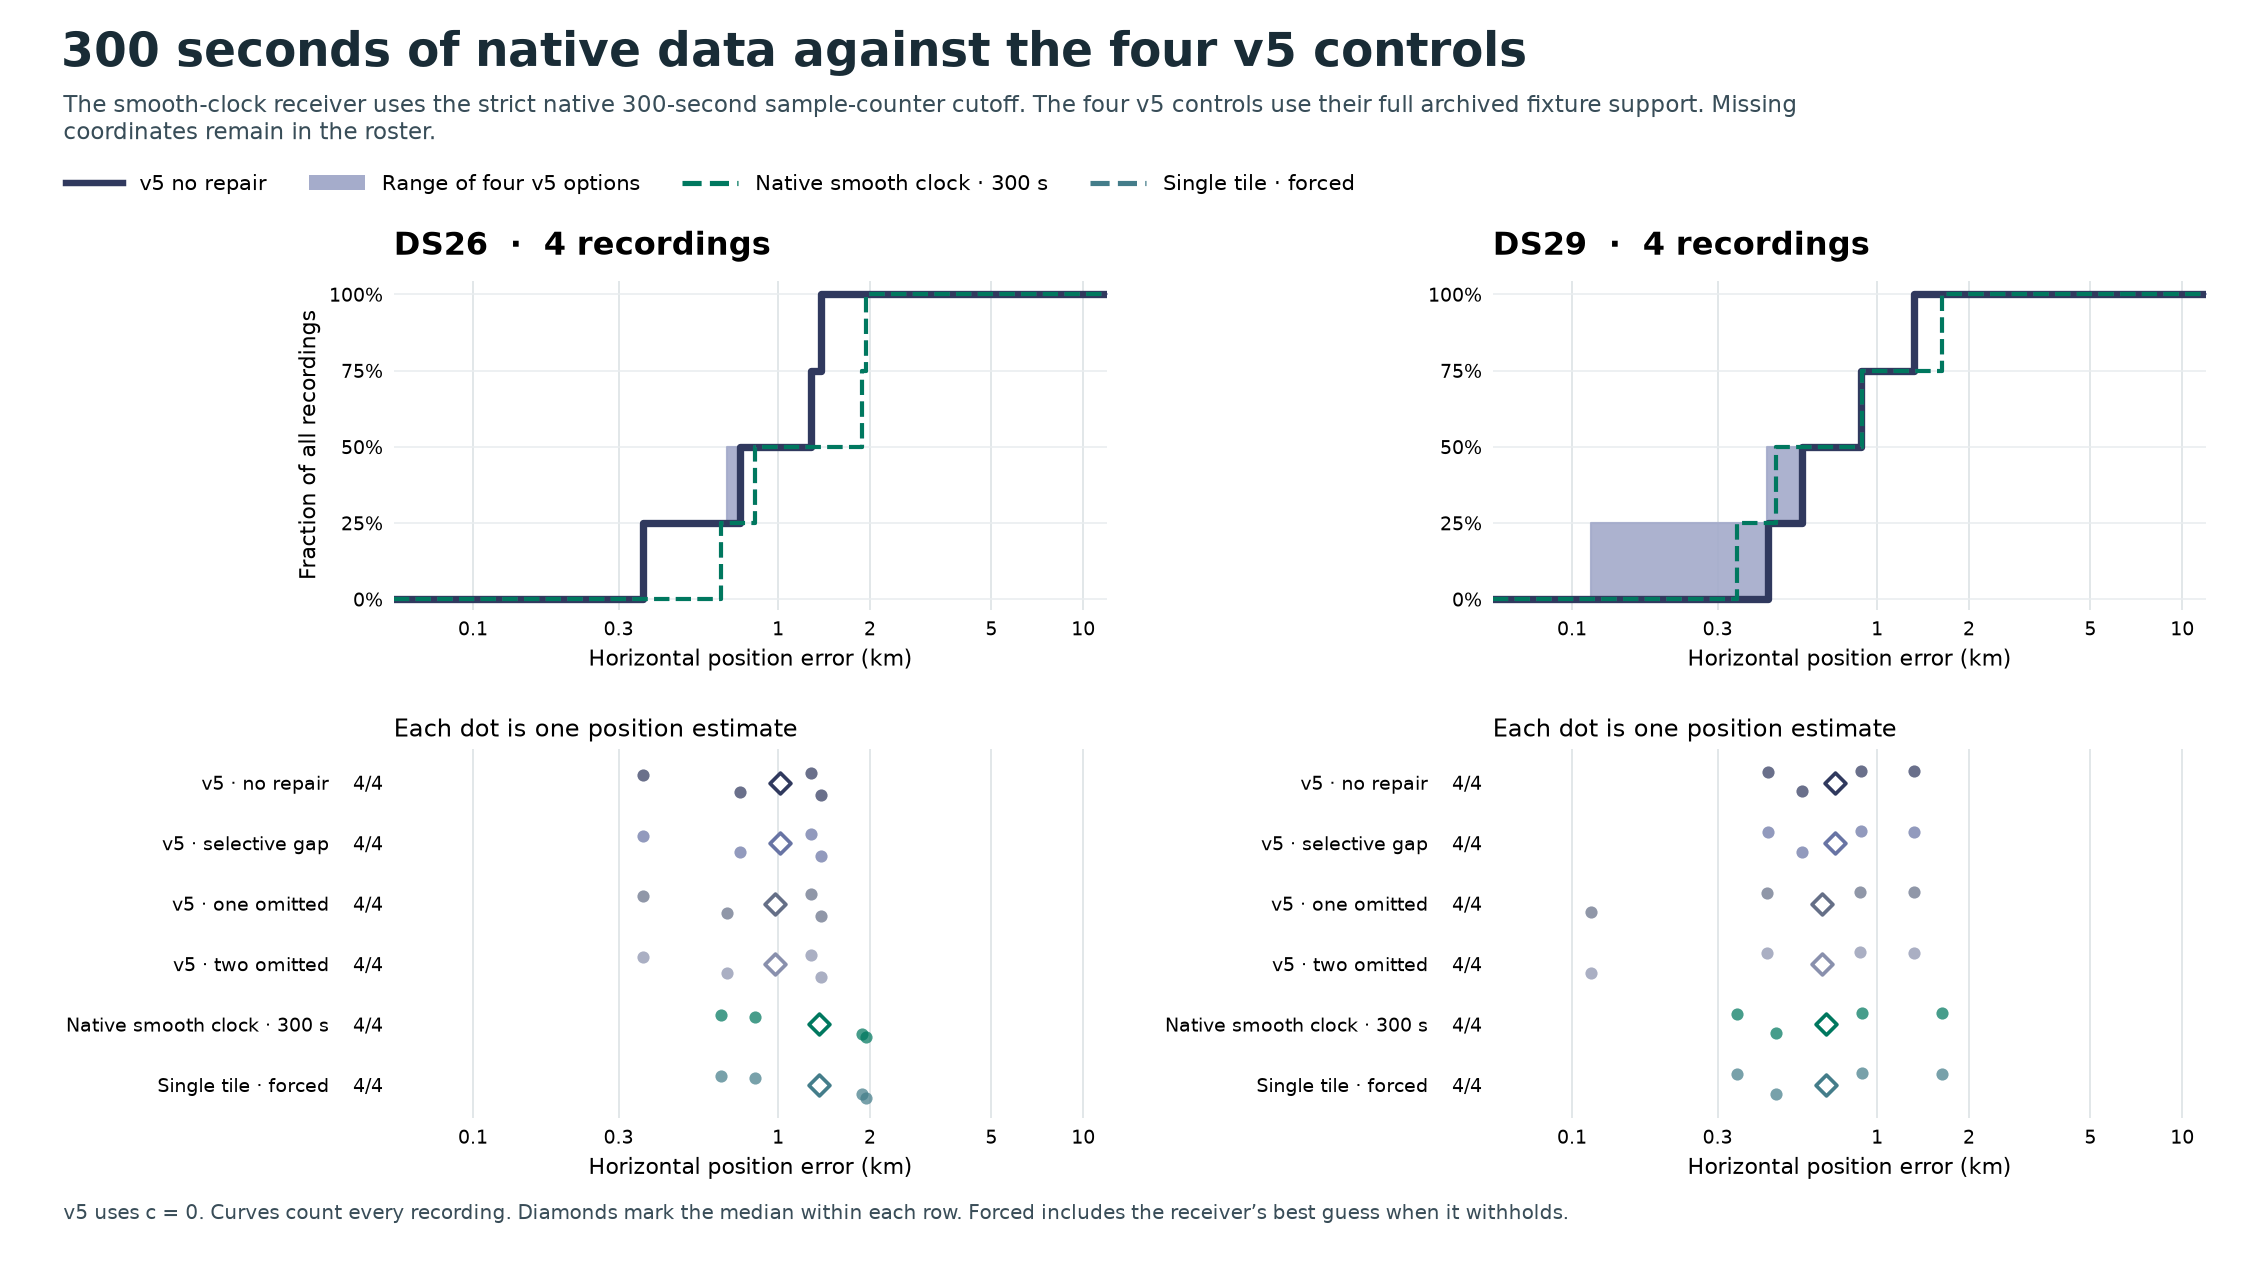 300 seconds of native data against the four v5 controls
The smooth-clock receiver uses the strict native 300-second sample-counter cutoff. The four v5 controls use their full archived fixture support. Missing
coordinates remain in the roster.
v5 no repair
Range of four v5 options
Native smooth clock · 300 s
Single tile · forced
DS26 · 4 recordings
Fraction of all recordings
100%
75%
50%
25%
0%
0.1 0.3 1 2 5 10
Horizontal position error (km)
DS29 · 4 recordings
100%
75%
50%
25%
0%
0.1 0.3 1 2 5 10
Horizontal position error (km)
Each dot is one position estimate
v5 · no repair 4/4
v5 · selective gap 4/4
v5 · one omitted 4/4
v5 · two omitted 4/4
Native smooth clock · 300 s 4/4
Single tile · forced 4/4
0.1 0.3 1 2 5 10
Horizontal position error (km)
Each dot is one position estimate
v5 · no repair 4/4
v5 · selective gap 4/4
v5 · one omitted 4/4
v5 · two omitted 4/4
Native smooth clock · 300 s 4/4
Single tile · forced 4/4
0.1 0.3 1 2 5 10
Horizontal position error (km)
v5 uses c = 0. Curves count every recording. Diamonds mark the median within each row. Forced includes the receiver’s best guess when it withholds.